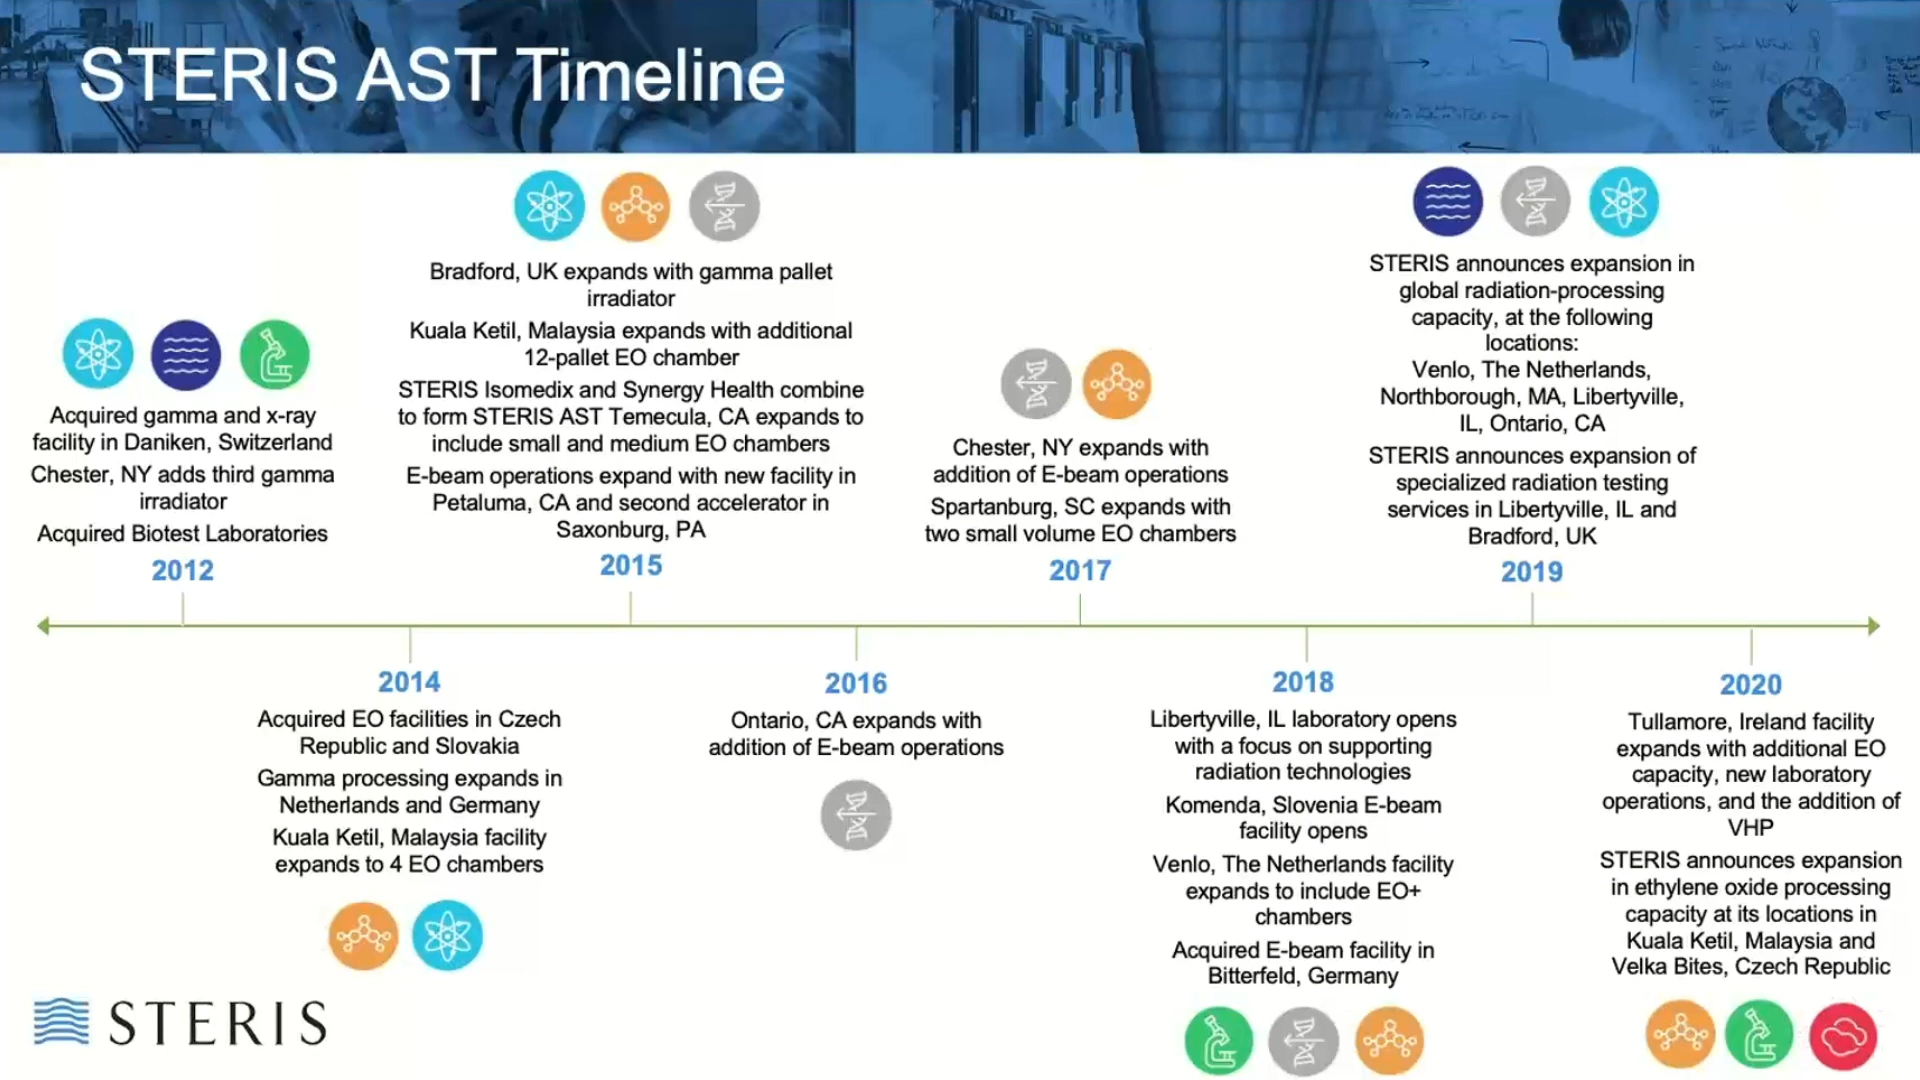 STERIS AST Timeline
Acquired gamma and x-ray
facility in Daniken, Switzerland
Chester, NY adds third gamma
irradiator
Acquired Biotest Laboratories
2012
Bradford, UK expands with gamma pallet
irradiator
Kuala Ketil, Malaysia expands with additional
12-pallet EO chamber
STERIS Isomedix and Synergy Health combine
to form STERIS AST Temecula, CA expands to
include small and medium EO chambers
E-beam operations expand with new facility in
Petaluma, CA and second accelerator in
Saxonburg, PA
2015
Chester, NY expands with
addition of E-beam operations
Spartanburg, SC expands with
two small volume EO chambers
2017
STERIS announces expansion in
global radiation-processing
capacity, at the following
locations:
Venlo, The Netherlands,
Northborough, MA, Libertyville,
IL, Ontario, CA
STERIS announces expansion of
specialized radiation testing
services in Libertyville, IL and
Bradford, UK
2019
2014
Acquired EO facilities in Czech
Republic and Slovakia
Gamma processing expands in
Netherlands and Germany
Kuala Ketil, Malaysia facility
expands to 4 EO chambers
2016
Ontario, CA expands with
addition of E-beam operations
2018
Libertyville, IL laboratory opens
with a focus on supporting
radiation technologies
Komenda, Slovenia E-beam
facility opens
Venlo, The Netherlands facility
expands to include EO+
chambers
Acquired E-beam facility in
Bitterfeld, Germany
2020
Tullamore, Ireland facility
expands with additional EO
capacity, new laboratory
operations, and the addition of
VHP
STERIS announces expansion
in ethylene oxide processing
capacity at its locations in
Kuala Ketil, Malaysia and
Velka Bites, Czech Republic
STERIS